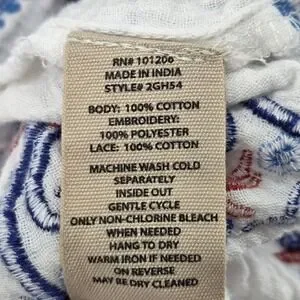 RN# 101206
MADE IN INDIA
STYLE# 2GH54
BODY: 100% COTTON
EMBROIDERY:
100% POLYESTER
LACE: 100% COTTON
MACHINE WASH COLD
SEPARATELY
INSIDE OUT
GENTLE CYCLE
ONLY NON-CHLORINE BLEACH
WHEN NEEDED
HANG TO DRY
WARM IRON IF NEEDED
ON REVERSE
MAY BE DRY CLEANED